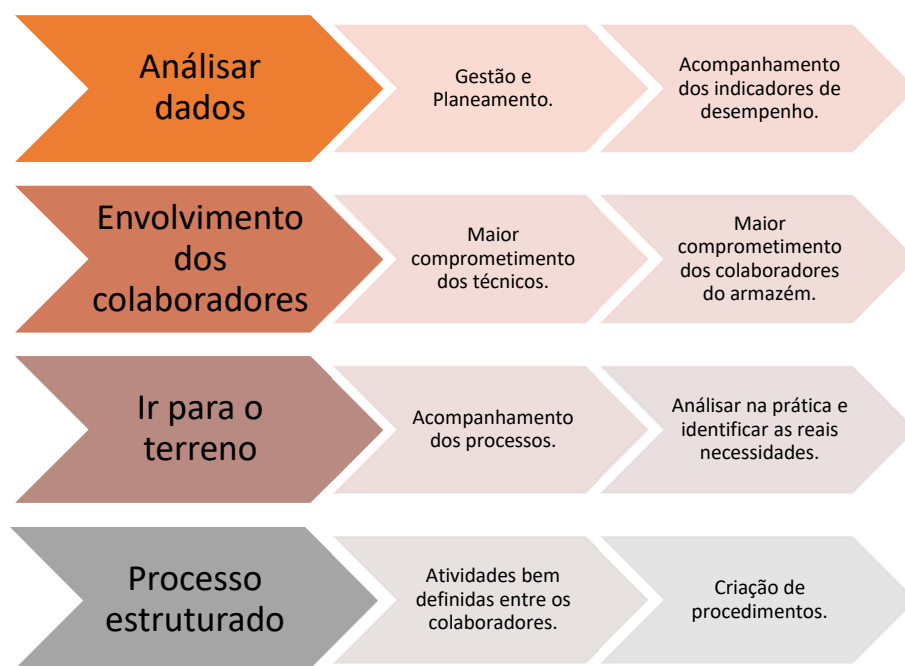 Análisar
dados
Gestão e
Planeamento.
Acompanhamento
dos indicadores de
desempenho.
Envolvimento
dos
colaboradores
Maior
comprometimento
dos técnicos.
Maior
comprometimento
dos colaboradores
do armazém.
Ir para o
terreno
Acompanhamento
dos processos.
Análisar na prática e
identificar as reais
necessidades.
Processo
estruturado
Atividades bem
definidas entre os
colaboradores.
Criação de
procedimentos.